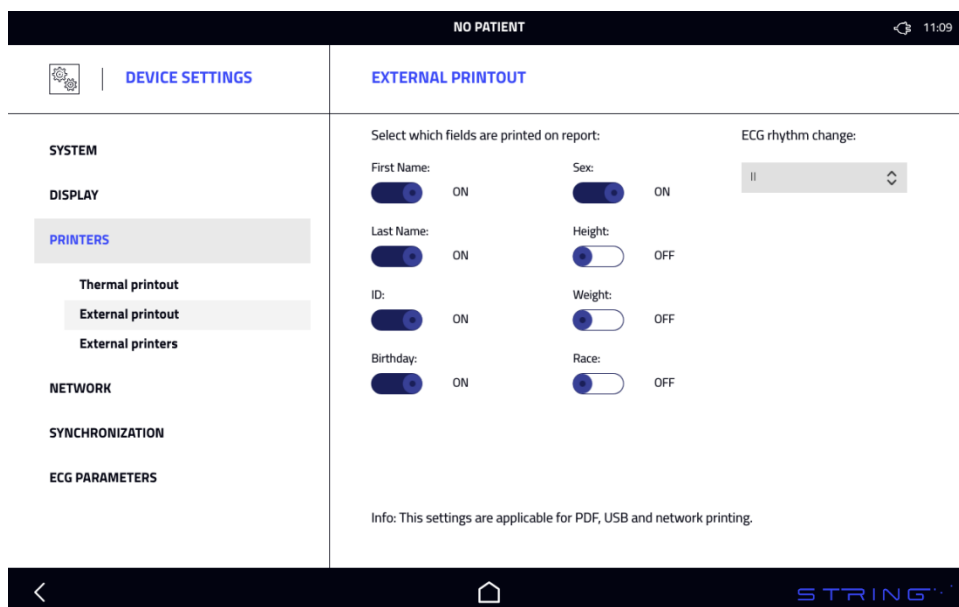 NO PATIENT
11:09
DEVICE SETTINGS
EXTERNAL PRINTOUT
SYSTEM
DISPLAY
PRINTERS
Thermal printout
External printout
External printers
NETWORK
SYNCHRONIZATION
ECG PARAMETERS
Select which fields are printed on report:
First Name:
ON
Sex:
ON
Last Name:
ON
Height:
OFF
ID:
ON
Weight:
OFF
Birthday:
ON
Race:
OFF
ECG rhythm change:
II
Info: This settings are applicable for PDF, USB and network printing.
STRING